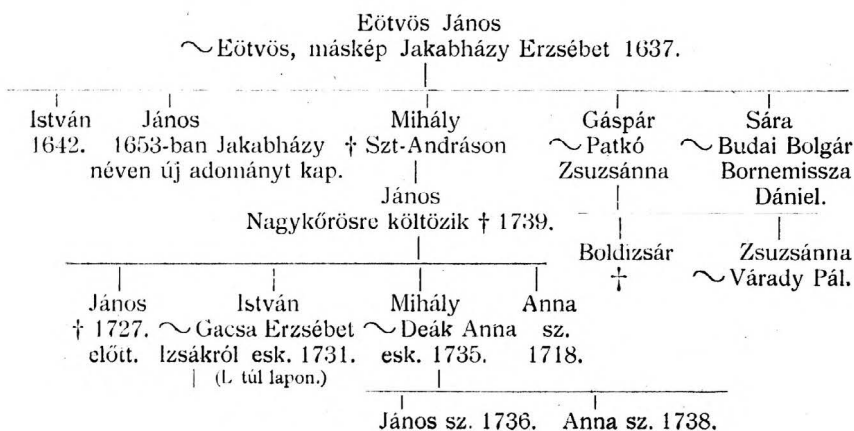 Eötvös János
~ Eötvös, máskép Jakabházy Erzsébet 1637.
István János Mihály Gáspár Sára
1642. 1653-ban Jakabházy † Szt-Andráson ~ Patkó ~ Budai Bolgár
néven új adományt kap. Zsuzsánna Bornemissza
János Dániel.
Nagykőrösre költözik † 1739.
Boldizsár Zsuzsánna
† ~ Várady Pál.
János István Mihály Anna
† 1727. ~ Gacsa Erzsébet ~ Deák Anna sz.
előtt. Izsákról esk. 1731. esk. 1735. 1718.
(L túl lapon.)
János sz. 1736. Anna sz. 1738.